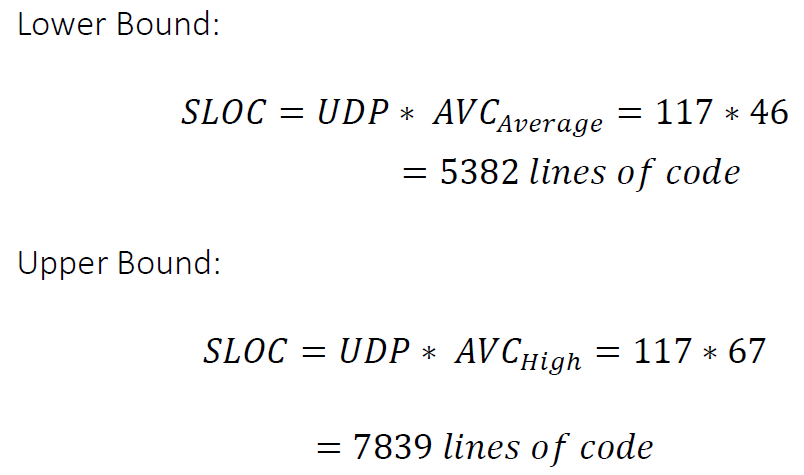 Lower Bound:
SLOC = UDP * AVC_Average = 117 * 46
= 5382 lines of code
Upper Bound:
SLOC = UDP * AVC_High = 117 * 67
= 7839 lines of code